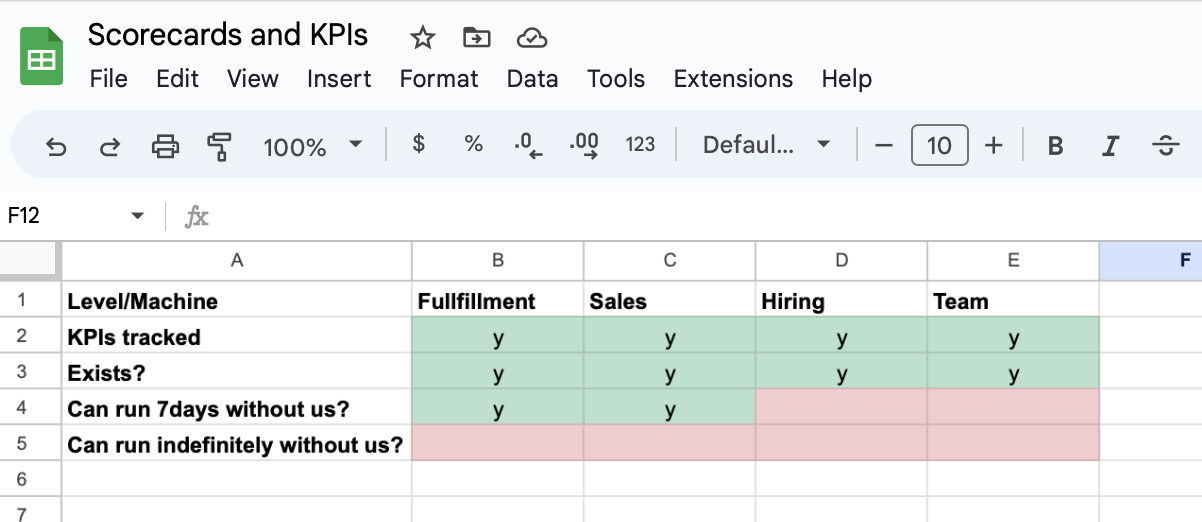 Scorecards and KPIs
File Edit View Insert Format Data Tools Extensions Help
100% $ % .0 .00 123 Defaul... − 10 + B I S
F12 fx
A B C D E F
1 Level/Machine Fullfillment Sales Hiring Team
2 KPIs tracked y y y y
3 Exists? y y y y
4 Can run 7days without us? y y
5 Can run indefinitely without us?
6
7